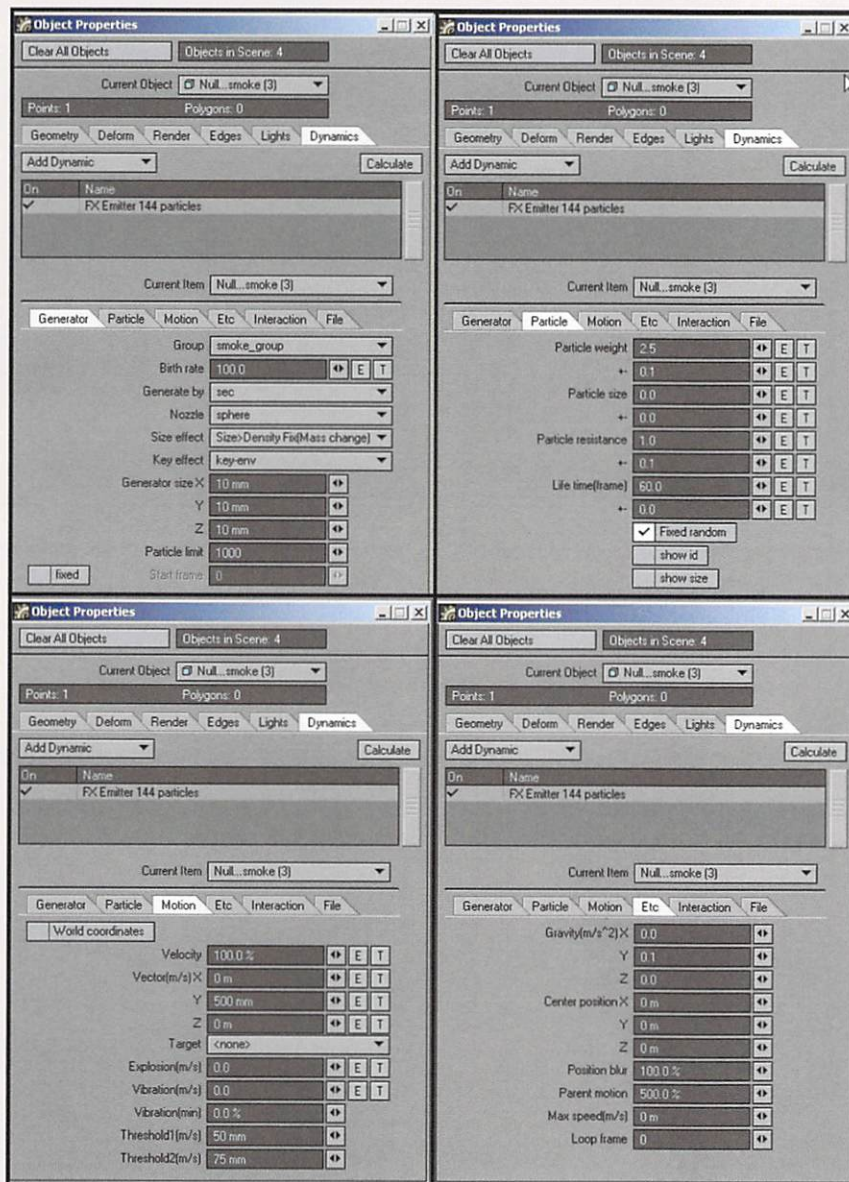 Object Properties
Clear All Objects
Objects in Scene: 4
Current Object
Null...smoke (3)
Points: 1
Polygons: 0
Geometry Deform Render Edges Lights Dynamics
Add Dynamic
Calculate
On Name
FX Emitter 144 particles
Current Item Null...smoke (3)
Generator Particle Motion Etc Interaction File
Group smoke_group
Birth rate 100.0 E T
Generate by sec
Nozzle sphere
Size effect Size>Density Fix(Mass change)
Key effect key-env
Generator size X 10 mm
Y 10 mm
Z 10 mm
Particle limit 1000
fixed Start frame 0
Object Properties
Clear All Objects
Objects in Scene: 4
Current Object
Null...smoke (3)
Points: 1
Polygons: 0
Geometry Deform Render Edges Lights Dynamics
Add Dynamic
Calculate
On Name
FX Emitter 144 particles
Current Item Null...smoke (3)
Generator Particle Motion Etc Interaction File
Particle weight 2.5 E T
+- 0.1 E T
Particle size 0.0 E T
+- 0.0 E T
Particle resistance 1.0 E T
+- 0.1 E T
Life time(frame) 60.0 E T
+- 0.0 E T
Fixed random
show id
show size
Object Properties
Clear All Objects
Objects in Scene: 4
Current Object
Null...smoke (3)
Points: 1
Polygons: 0
Geometry Deform Render Edges Lights Dynamics
Add Dynamic
Calculate
On Name
FX Emitter 144 particles
Current Item Null...smoke (3)
Generator Particle Motion Etc Interaction File
World coordinates
Velocity 100.0 % E T
Vector(m/s) X 0 m E T
Y 500 mm E T
Z 0 m E T
Target <none>
Explosion(m/s) 0.0 E T
Vibration(m/s) 0.0 E T
Vibration(min) 0.0 %
Threshold1(m/s) 50 mm
Threshold2(m/s) 75 mm
Object Properties
Clear All Objects
Objects in Scene: 4
Current Object
Null...smoke (3)
Points: 1
Polygons: 0
Geometry Deform Render Edges Lights Dynamics
Add Dynamic
Calculate
On Name
FX Emitter 144 particles
Current Item Null...smoke (3)
Generator Particle Motion Etc Interaction File
Gravity(m/s^2) X 0.0
Y 0.1
Z 0.0
Center position X 0 m
Y 0 m
Z 0 m
Position blur 100.0 %
Parent motion 500.0 %
Max speed(m/s) 0 m
Loop frame 0